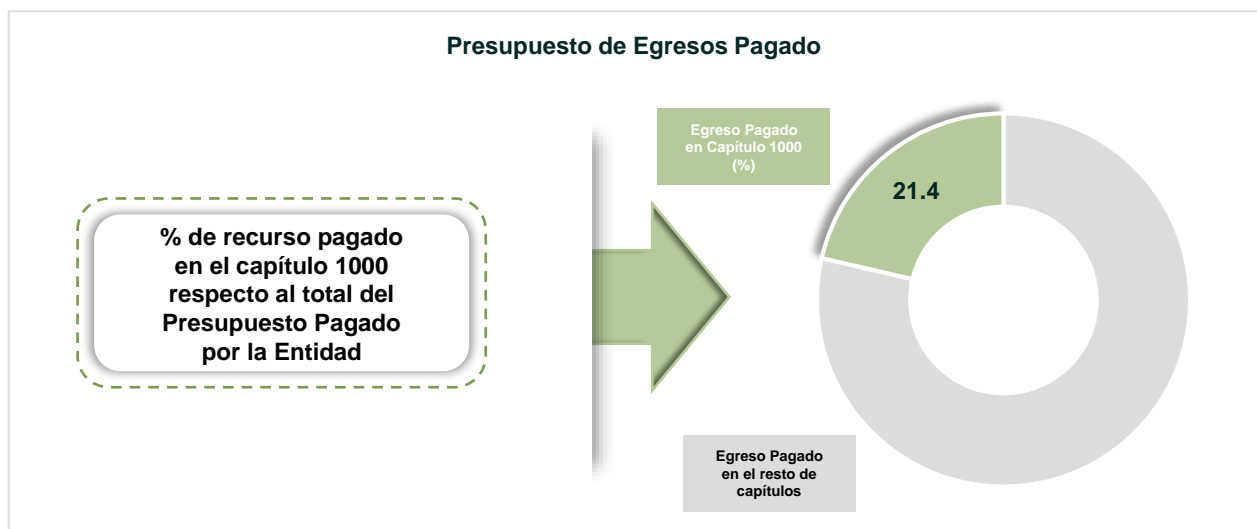 Presupuesto de Egresos Pagado
Egreso Pagado
en Capítulo 1000
(%)
21.4
% de recurso pagado
en el capítulo 1000
respecto al total del
Presupuesto Pagado
por la Entidad
Egreso Pagado
en el resto de
capítulos